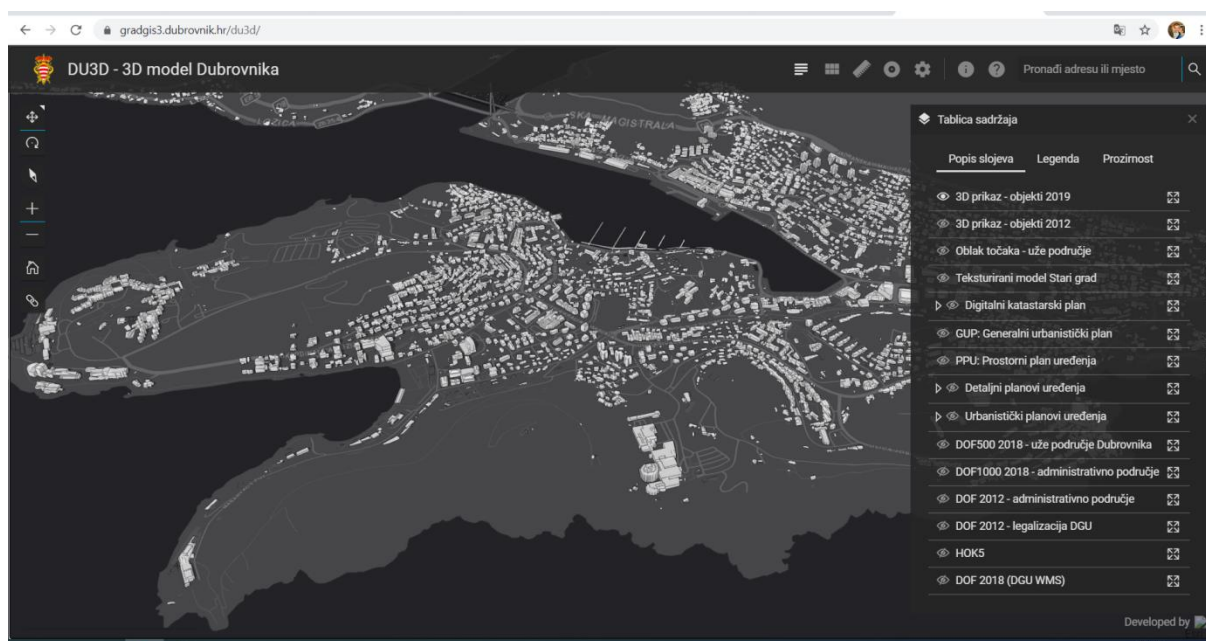 gradgis3.dubrovnik.hr/du3d/
DU3D - 3D model Dubrovnika
Pronađi adresu ili mjesto
Tablica sadržaja
Popis slojeva Legenda Prozirnost
3D prikaz - objekti 2019
3D prikaz - objekti 2012
Oblak točaka - uže područje
Teksturirani model Stari grad
Digitalni katastarski plan
GUP: Generalni urbanistički plan
PPU: Prostorni plan uređenja
Detaljni planovi uređenja
Urbanistički planovi uređenja
DOF500 2018 - uže područje Dubrovnika
DOF1000 2018 - administrativno područje
DOF 2012 - administrativno područje
DOF 2012 - legalizacija DGU
HOK5
DOF 2018 (DGU WMS)
LOZICA
SKA MAGISTRALA
Developed by